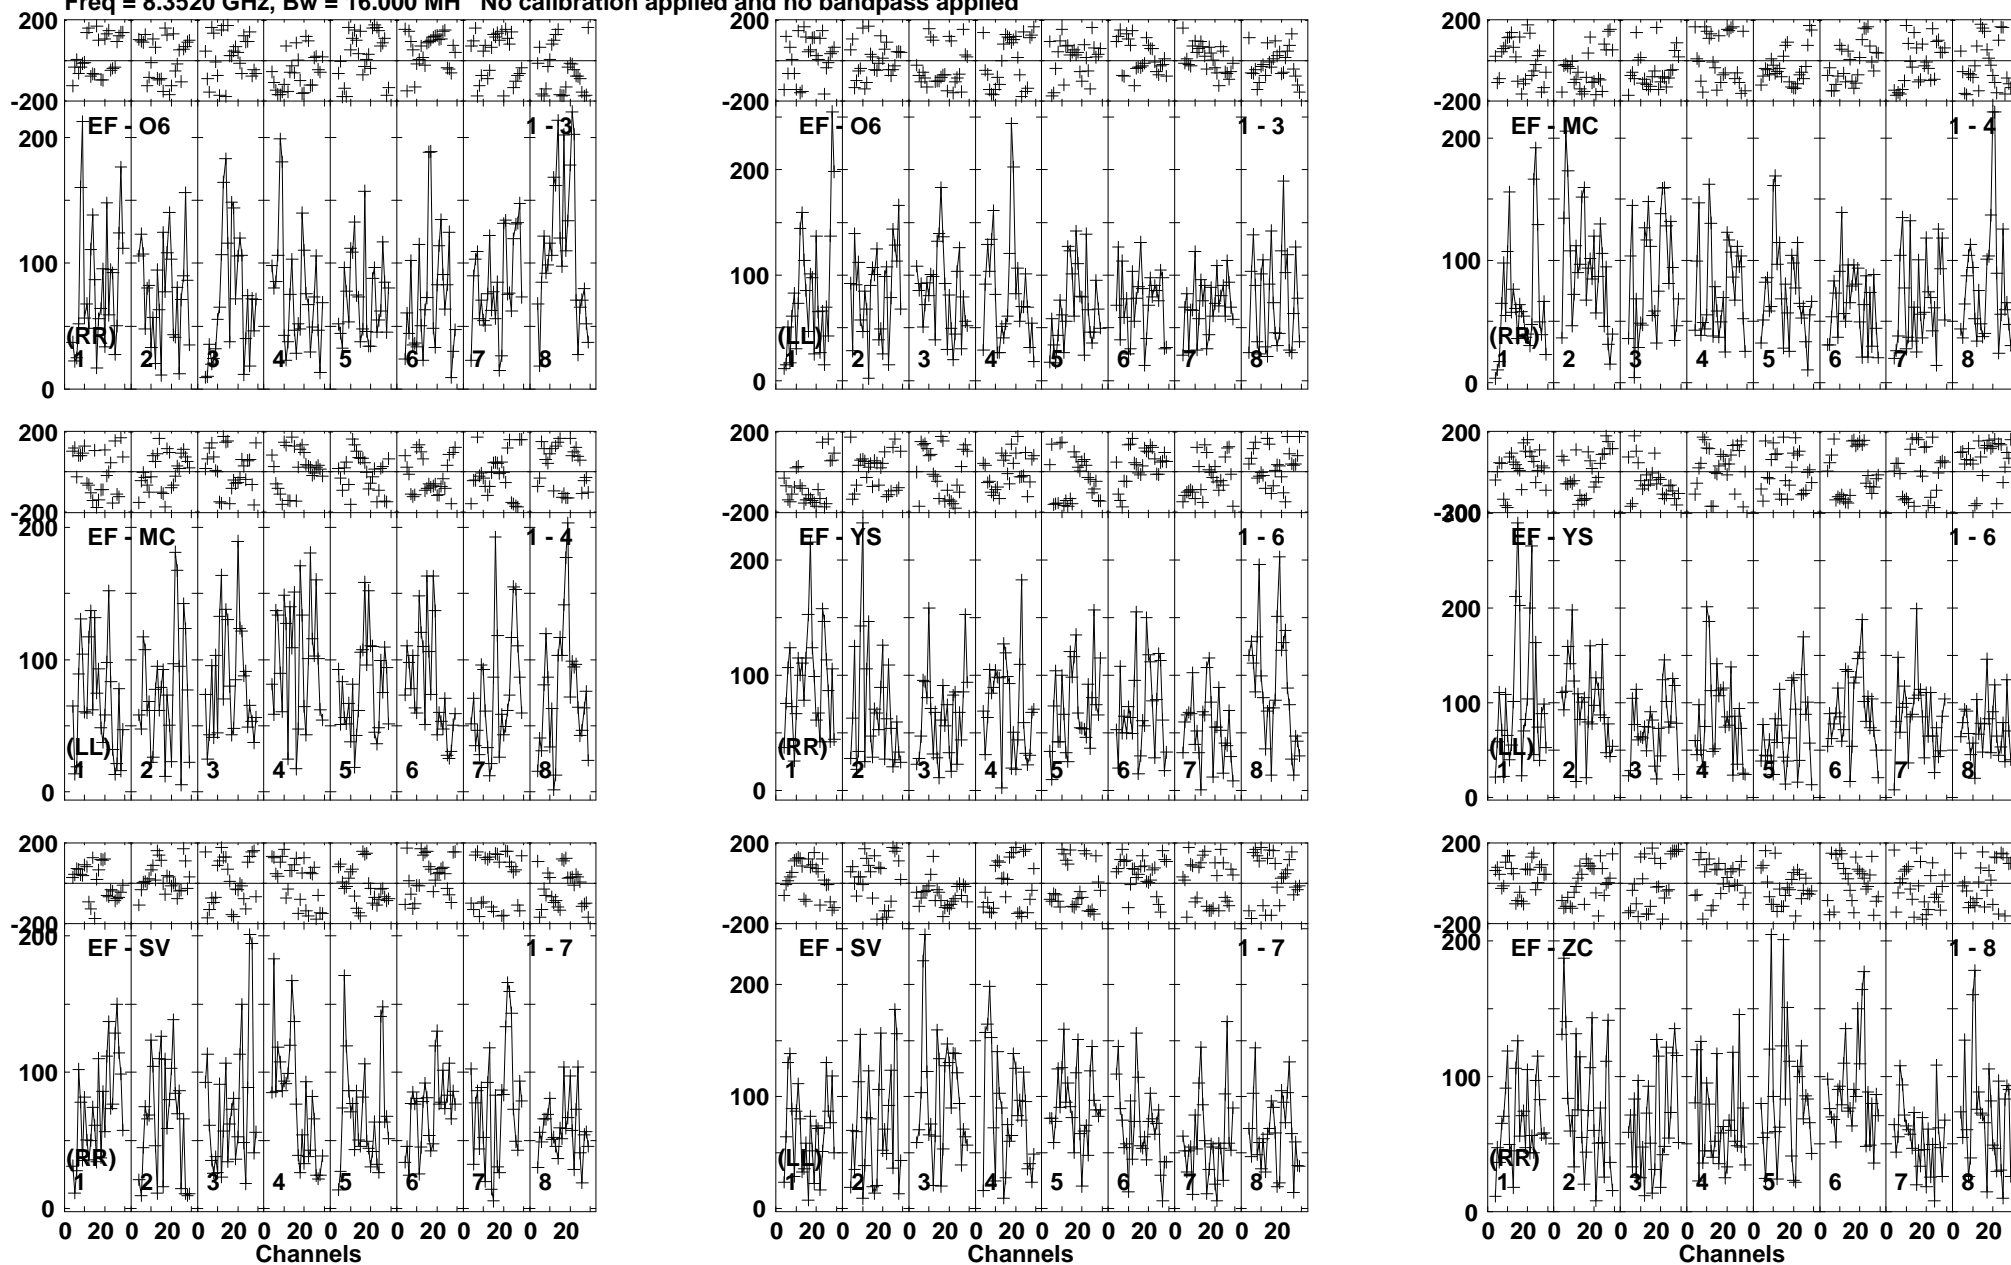 Freq = 8.3520 GHz, Bw = 16.000 MH   No calibration applied and no bandpass applied
200 200 200
-200 -200 -200
EF - O6 1 - 3 EF - O6 1 - 3 EF - MC 1 - 4
200 200 200
100 100 100
(RR) (LL) (RR)
1 2 3 4 5 6 7 8 1 2 3 4 5 6 7 8 1 2 3 4 5 6 7 8
0 0 0
200 200 200
-200 -200 -200
200 200 300
EF - MC 1 - 4 EF - YS 1 - 6 EF - YS 1 - 6
200
100 100 100
(LL) (RR) (LL)
1 2 3 4 5 6 7 8 1 2 3 4 5 6 7 8 1 2 3 4 5 6 7 8
0 0 0
200 200 200
-200 -200 -200
200 200 200
EF - SV 1 - 7 EF - SV 1 - 7 EF - ZC 1 - 8
100 100 100
(RR) (LL) (RR)
1 2 3 4 5 6 7 8 1 2 3 4 5 6 7 8 1 2 3 4 5 6 7 8
0 0 0
0 20 0 20 0 20 0 20 0 20 0 20 0 20 0 20 0 20 0 20 0 20 0 20 0 20 0 20 0 20 0 20 0 20 0 20 0 20 0 20 0 20 0 20 0 20 0 20
Channels Channels Channels